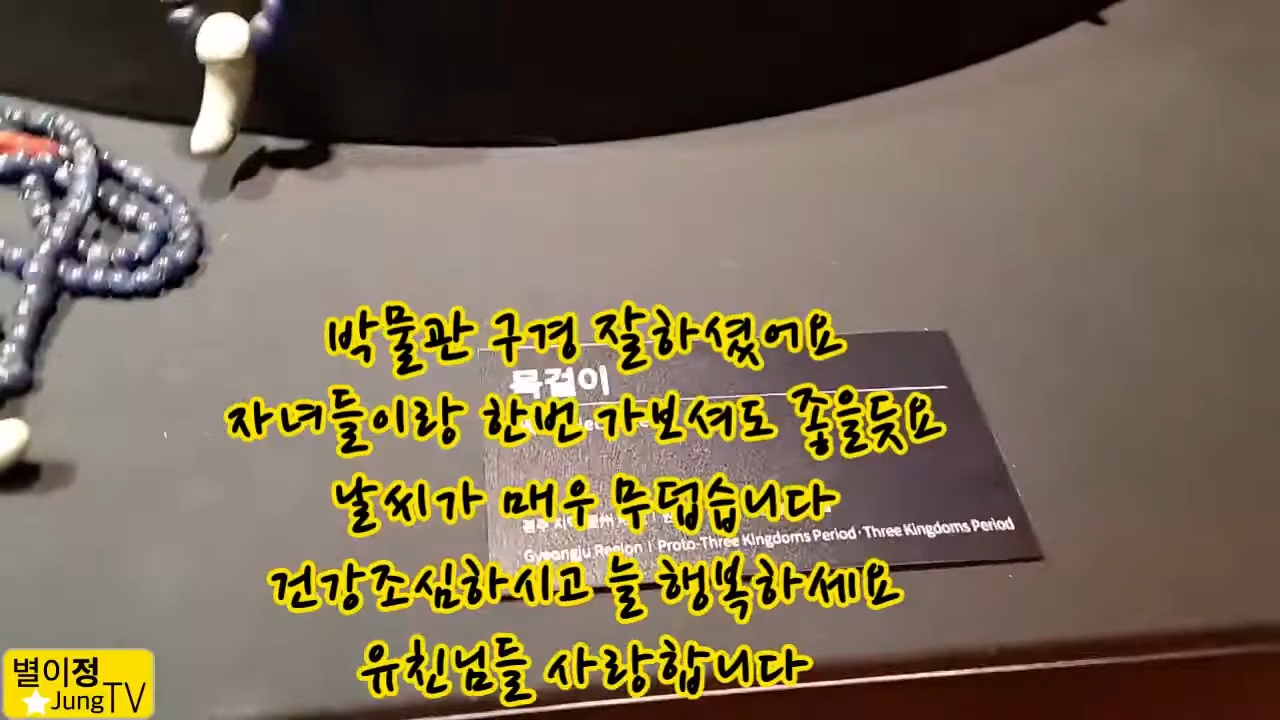 박물관 구경 잘하셨어요
목걸이
자녀들이랑 한번 가보셔도 좋을듯요
날씨가 매우 무덥습니다
Gyeongju Region | Proto-Three Kingdoms Period · Three Kingdoms Period
건강조심하시고 늘 행복하세요
유친님들 사랑합니다
별이정
JungTV